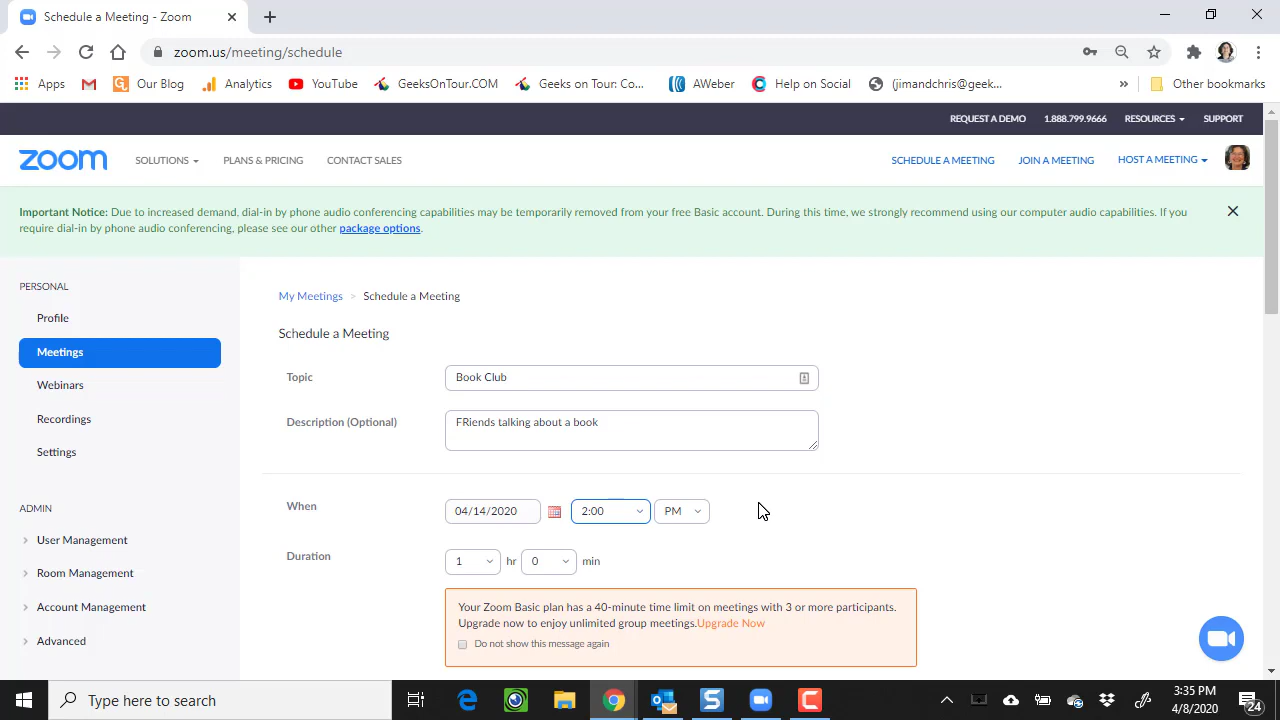 Schedule a Meeting - Zoom
zoom.us/meeting/schedule
Apps Our Blog Analytics YouTube GeeksOnTour.COM Geeks on Tour: Co... AWeber Help on Social (jimandchris@geek... » Other bookmarks
REQUEST A DEMO 1.888.799.9666 RESOURCES SUPPORT
zoom SOLUTIONS PLANS & PRICING CONTACT SALES SCHEDULE A MEETING JOIN A MEETING HOST A MEETING
Important Notice: Due to increased demand, dial-in by phone audio conferencing capabilities may be temporarily removed from your free Basic account. During this time, we strongly recommend using our computer audio capabilities. If you
require dial-in by phone audio conferencing, please see our other package options.
PERSONAL
Profile
Meetings
Webinars
Recordings
Settings
ADMIN
User Management
Room Management
Account Management
Advanced
My Meetings > Schedule a Meeting
Schedule a Meeting
Topic Book Club
Description (Optional) FRiends talking about a book
When 04/14/2020 2:00 PM
Duration 1 hr 0 min
Your Zoom Basic plan has a 40-minute time limit on meetings with 3 or more participants.
Upgrade now to enjoy unlimited group meetings.Upgrade Now
Do not show this message again
Type here to search
3:35 PM
4/8/2020
24